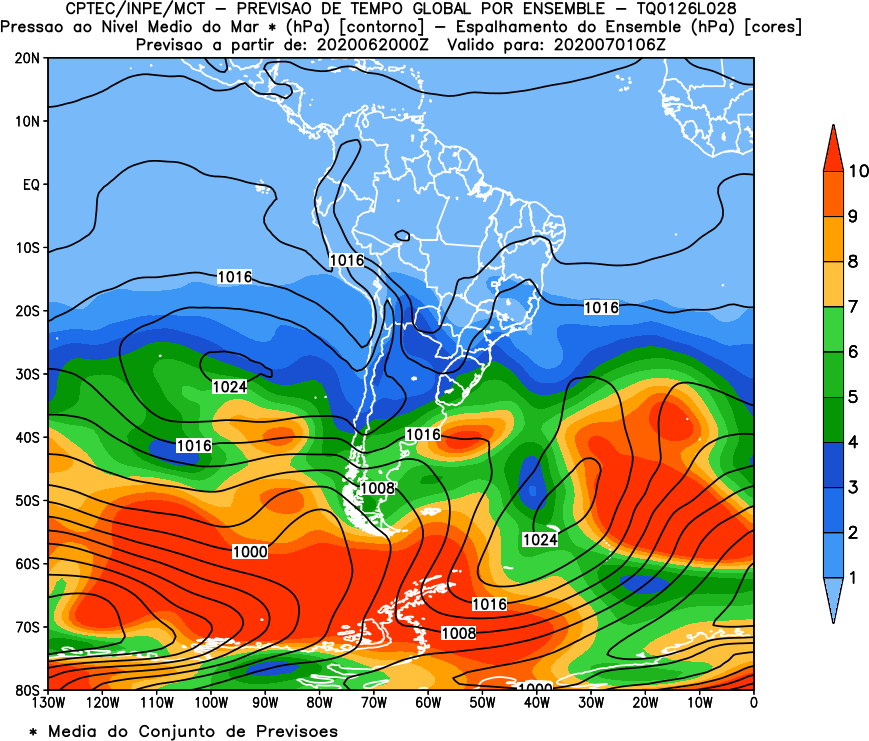 CPTEC/INPE/MCT − PREVISAO DE TEMPO GLOBAL POR ENSEMBLE − TQ0126L028
Pressao ao Nivel Medio do Mar * (hPa) [contorno] − Espalhamento do Ensemble (hPa) [cores]
Previsao a partir de: 2020062000Z Valido para: 2020070106Z
20N
10N
EQ
10S
20S
30S
40S
50S
60S
70S
80S
1016
1016
1016
1024
1016
1016
1008
1000
1024
1016
1008
1000
10
9
8
7
6
5
4
3
2
1
130W 120W 110W 100W 90W 80W 70W 60W 50W 40W 30W 20W 10W 0
* Media do Conjunto de Previsoes